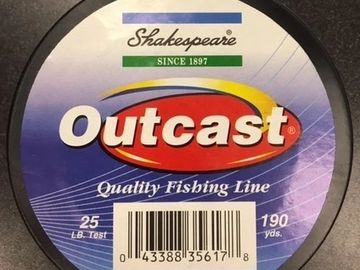 Shakespeare®
SINCE 1897
Outcast®
Quality Fishing Line
25
LB. Test
190
yds.
0 43388 35617 8